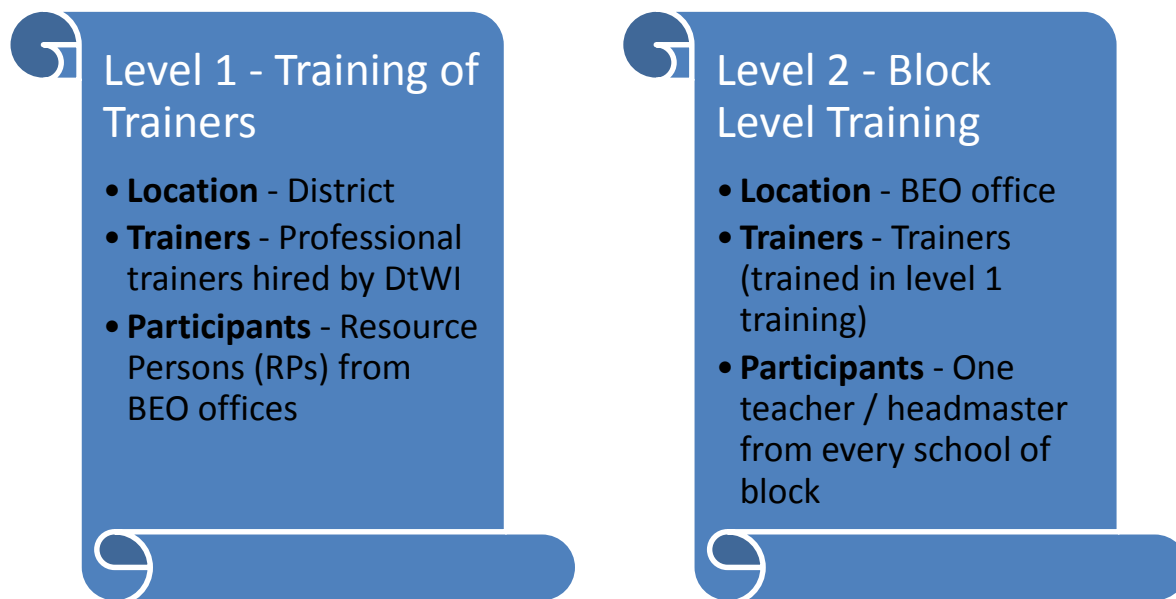 Level 1 - Training of
Trainers
• Location - District
• Trainers - Professional
trainers hired by DtWI
• Participants - Resource
Persons (RPs) from
BEO offices
Level 2 - Block
Level Training
• Location - BEO office
• Trainers - Trainers
(trained in level 1
training)
• Participants - One
teacher / headmaster
from every school of
block